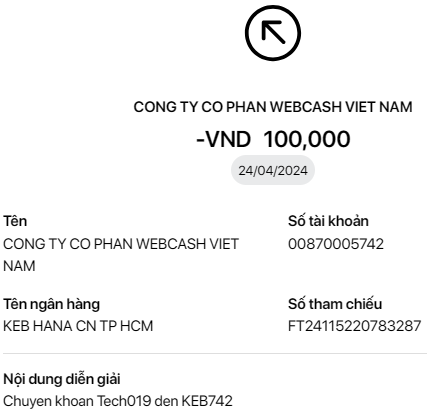 CONG TY CO PHAN WEBCASH VIET NAM
-VND 100,000
24/04/2024
Tên
CONG TY CO PHAN WEBCASH VIET
NAM
Số tài khoản
00870005742
Tên ngân hàng
KEB HANA CN TP HCM
Số tham chiếu
FT24115220783287
Nội dung diễn giải
Chuyen khoan Tech019 den KEB742